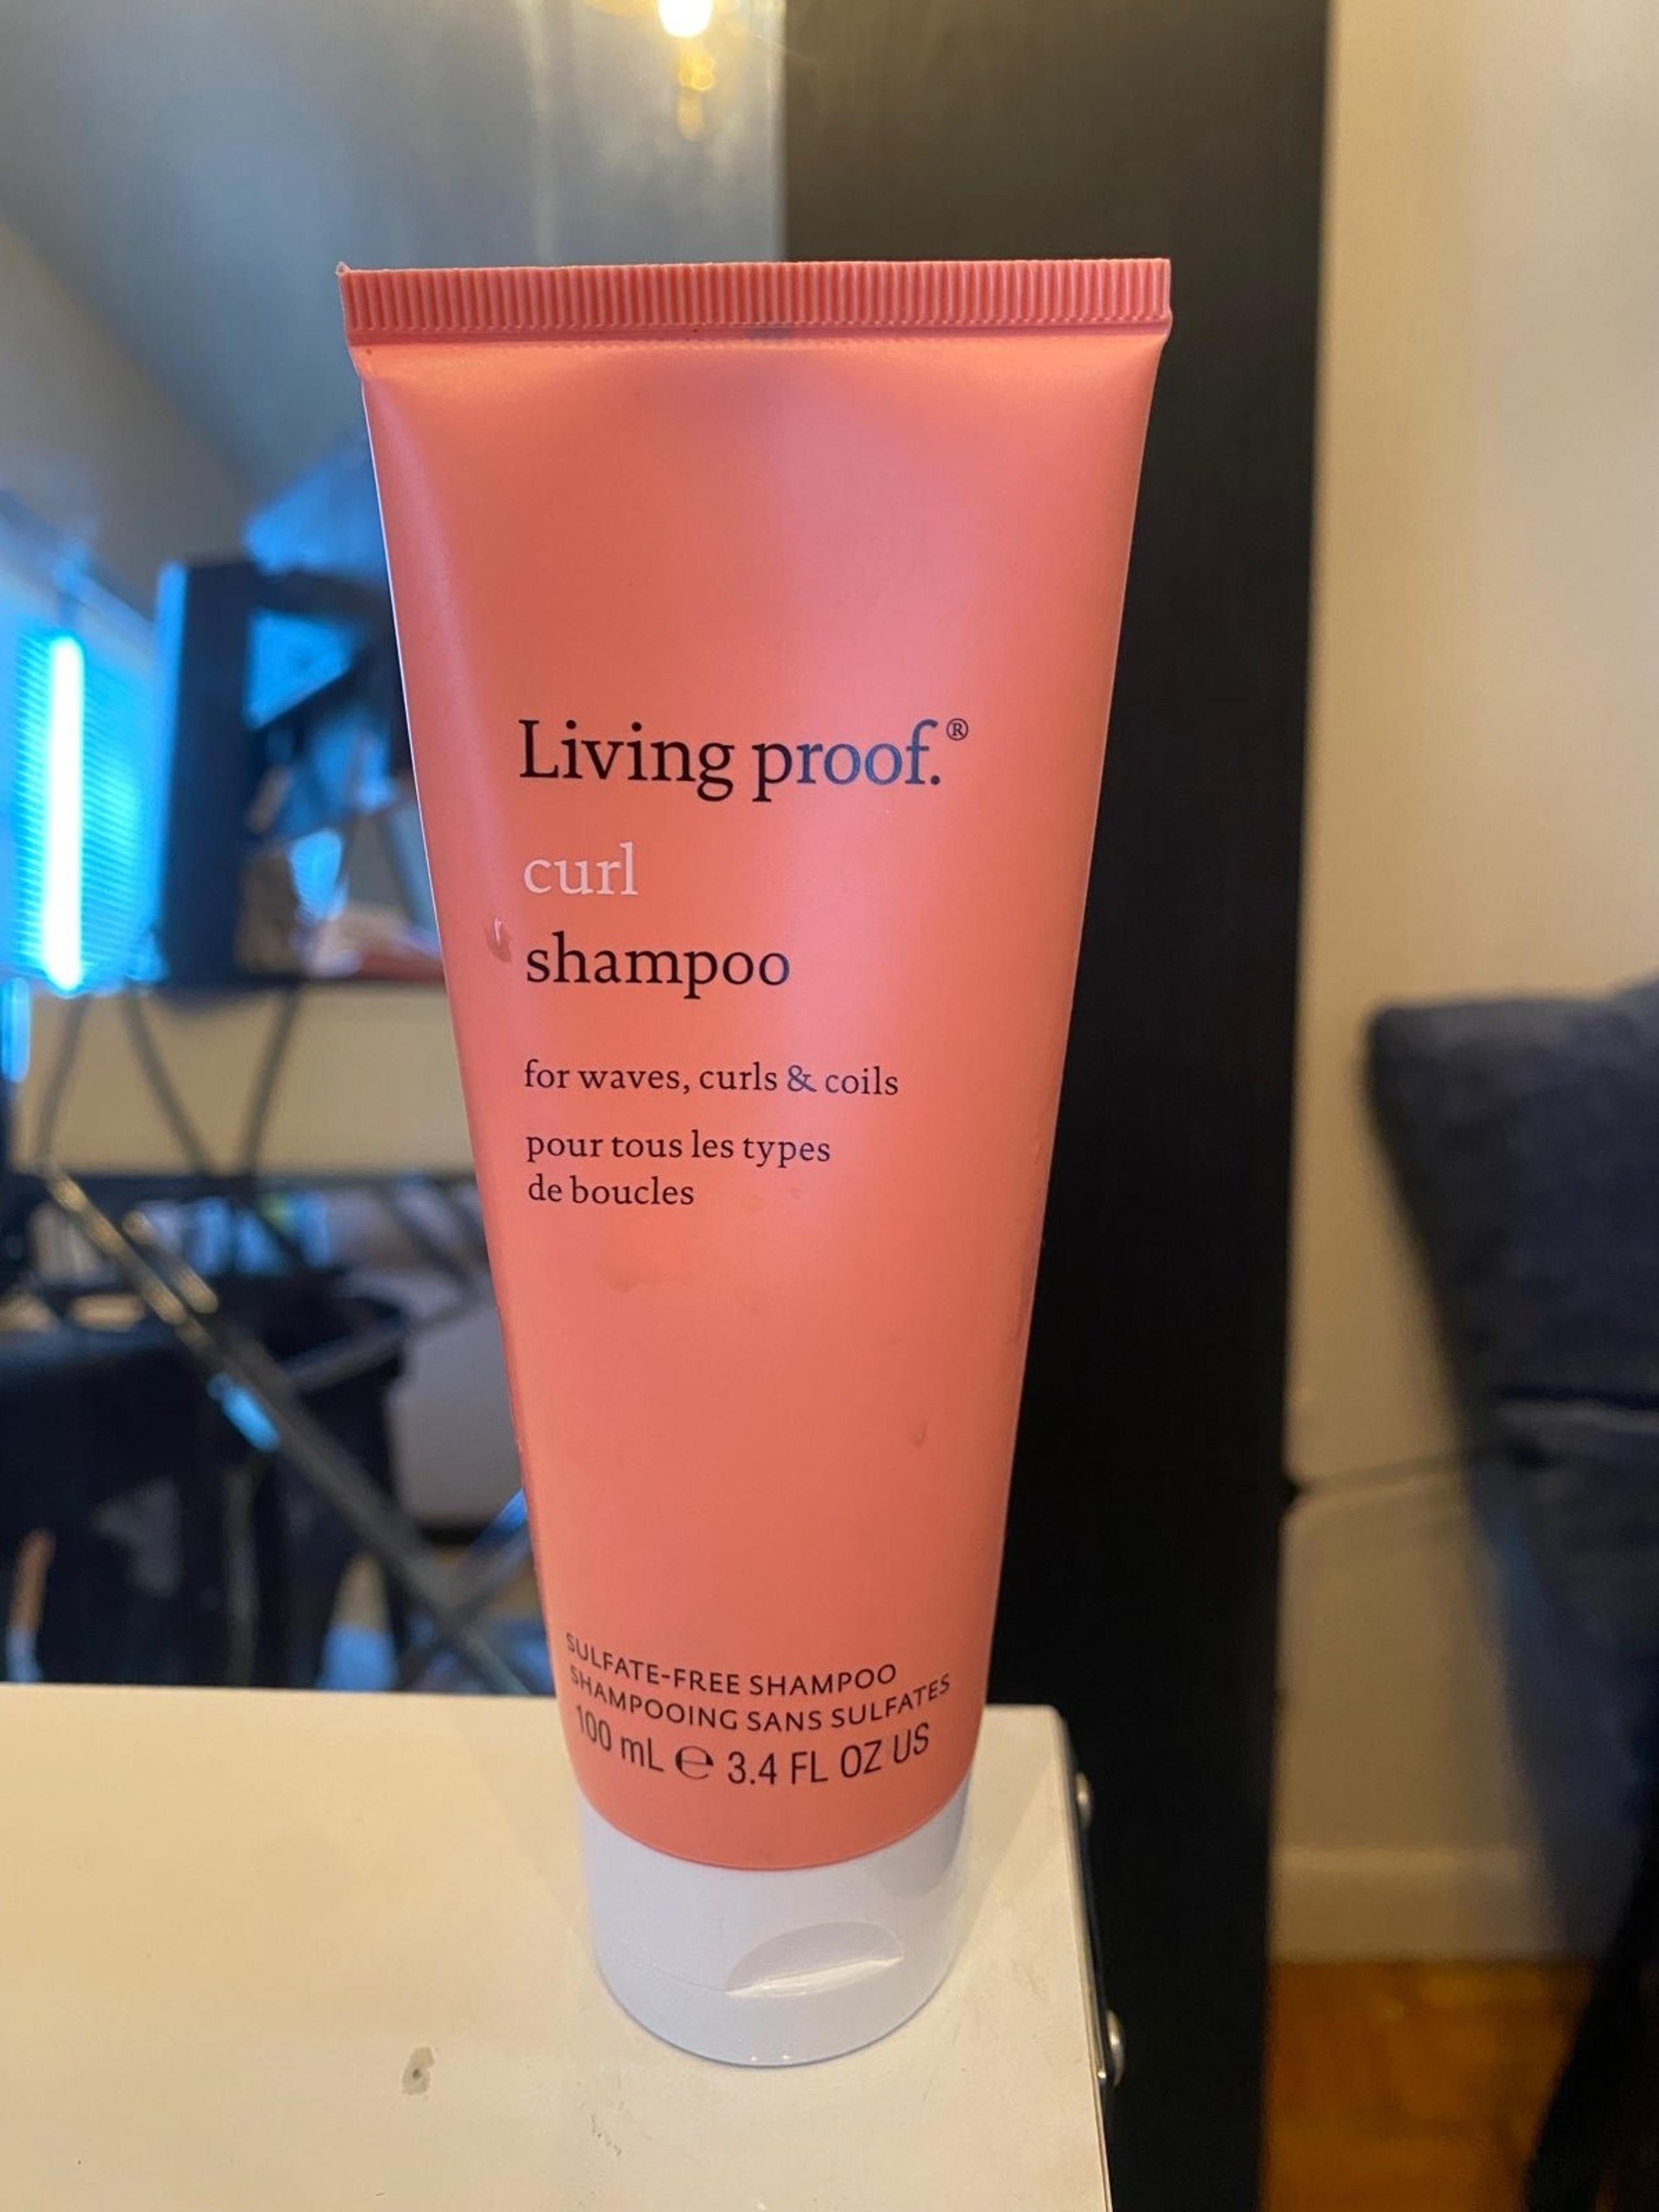 Living proof.®
curl
shampoo
for waves, curls & coils
pour tous les types
de boucles
SULFATE-FREE SHAMPOO
SHAMPOOING SANS SULFATES
100 mL ℮ 3.4 FL OZ US